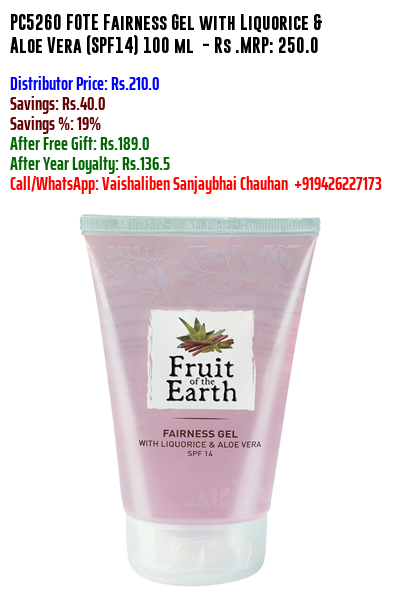 PC5260 FOTE Fairness Gel with Liquorice &
Aloe Vera (SPF14) 100 ml - Rs .MRP: 250.0
Distributor Price: Rs.210.0
Savings: Rs.40.0
Savings %: 19%
After Free Gift: Rs.189.0
After Year Loyalty: Rs.136.5
Call/WhatsApp: Vaishaliben Sanjaybhai Chauhan +919426227173
Fruit
of the
Earth
FAIRNESS GEL
WITH LIQUORICE & ALOE VERA
SPF 14